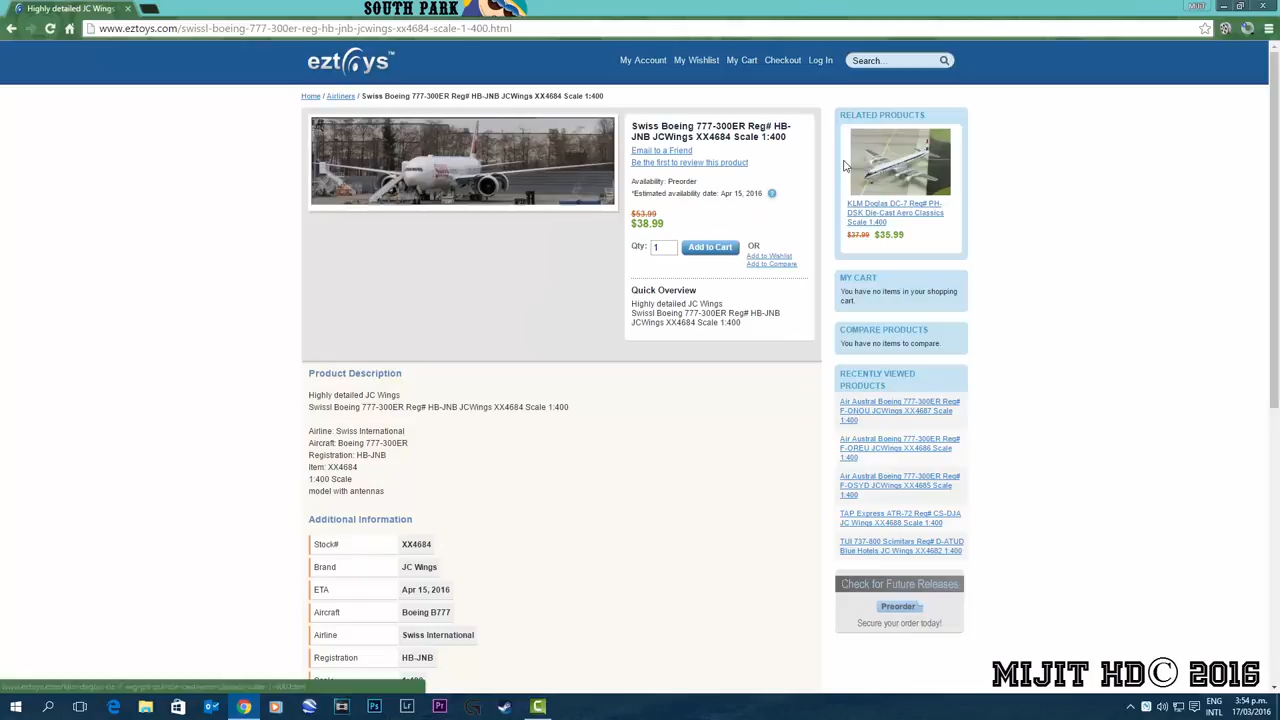 SOUTH PARK
Highly detailed JC Wings
Mijit
www.eztoys.com/swissl-boeing-777-300er-reg-hb-jnb-jcwings-xx4684-scale-1-400.html
eztoys™
My Account My Wishlist My Cart Checkout Log In Search...
Home / Airliners / Swissl Boeing 777-300ER Reg# HB-JNB JCWings XX4684 Scale 1:400
Swissl Boeing 777-300ER Reg# HB-
JNB JCWings XX4684 Scale 1:400
Email to a Friend
Be the first to review this product
Availability: Preorder
*Estimated availability date: Apr 15, 2016 ?
$53.99
$38.99
Qty: 1 Add to Cart OR
Add to Wishlist
Add to Compare
Quick Overview
Highly detailed JC Wings
Swissl Boeing 777-300ER Reg# HB-JNB
JCWings XX4684 Scale 1:400
RELATED PRODUCTS
KLM Doglas DC-7 Reg# PH-
DSK Die-Cast Aero Classics
Scale 1:400
$37.99 $35.99
MY CART
You have no items in your shopping
cart.
COMPARE PRODUCTS
You have no items to compare.
RECENTLY VIEWED
PRODUCTS
Air Austral Boeing 777-300ER Reg#
F-ONOU JCWings XX4687 Scale
1:400
Air Austral Boeing 777-300ER Reg#
F-OREU JCWings XX4686 Scale
1:400
Air Austral Boeing 777-300ER Reg#
F-OSYD JCWings XX4685 Scale
1:400
TAP Express ATR-72 Reg# CS-DJA
JC Wings XX4688 Scale 1:400
TUI 737-800 Scimitars Reg# D-ATUD
Blue Hotels JC Wings XX4682 1:400
Check for Future Releases
Preorder
Secure your order today!
Product Description
Highly detailed JC Wings
Swissl Boeing 777-300ER Reg# HB-JNB JCWings XX4684 Scale 1:400
Airline: Swiss International
Aircraft: Boeing 777-300ER
Registration: HB-JNB
Item: XX4684
1:400 Scale
model with antennas
Additional Information
Stock# XX4684
Brand JC Wings
ETA Apr 15, 2016
Aircraft Boeing B777
Airline Swiss International
Registration HB-JNB
MIJIT HD© 2016
ENG 3:54 p.m.
INTL 17/03/2016